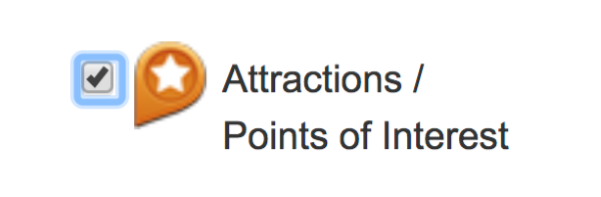 Attractions /
Points of Interest